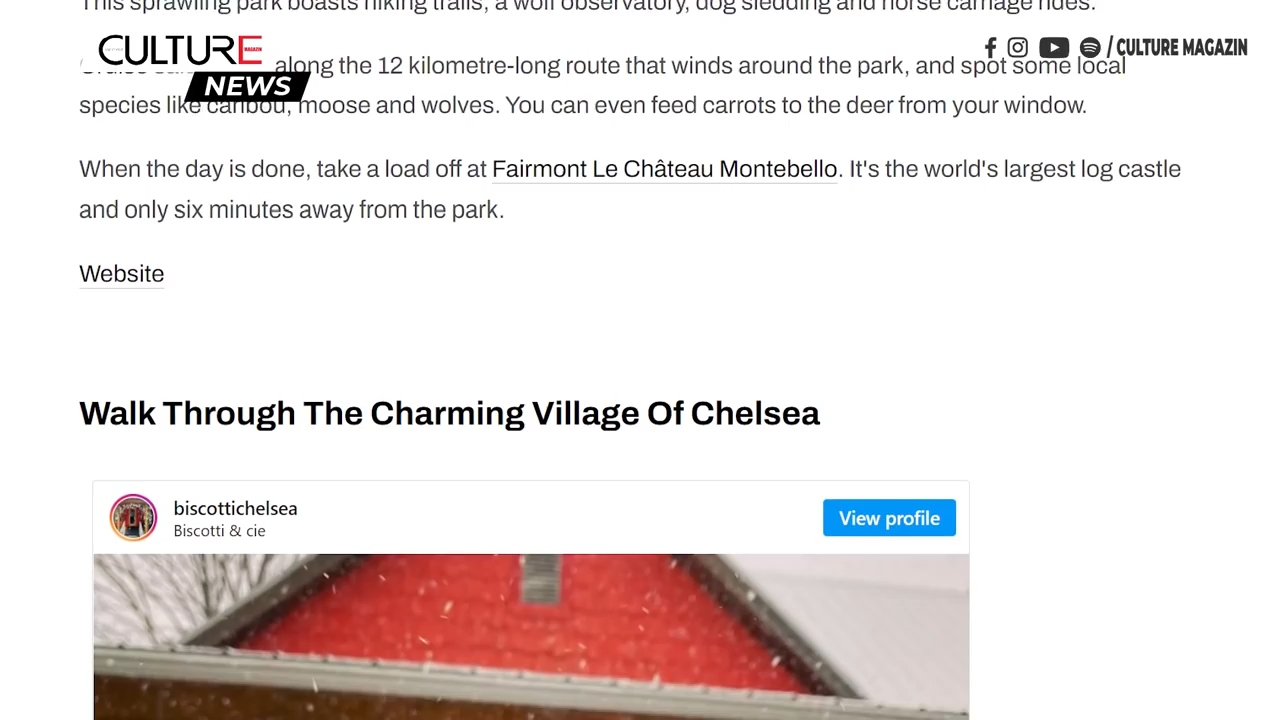 This sprawling park boasts hiking trails, a wolf observatory, dog sledding and horse carriage rides.
CULTURE MAGAZIN
NEWS
/ CULTURE MAGAZIN
along the 12 kilometre-long route that winds around the park, and spot some local
species like caribou, moose and wolves. You can even feed carrots to the deer from your window.
When the day is done, take a load off at Fairmont Le Château Montebello. It's the world's largest log castle
and only six minutes away from the park.
Website
Walk Through The Charming Village Of Chelsea
biscottichelsea
Biscotti & cie
View profile